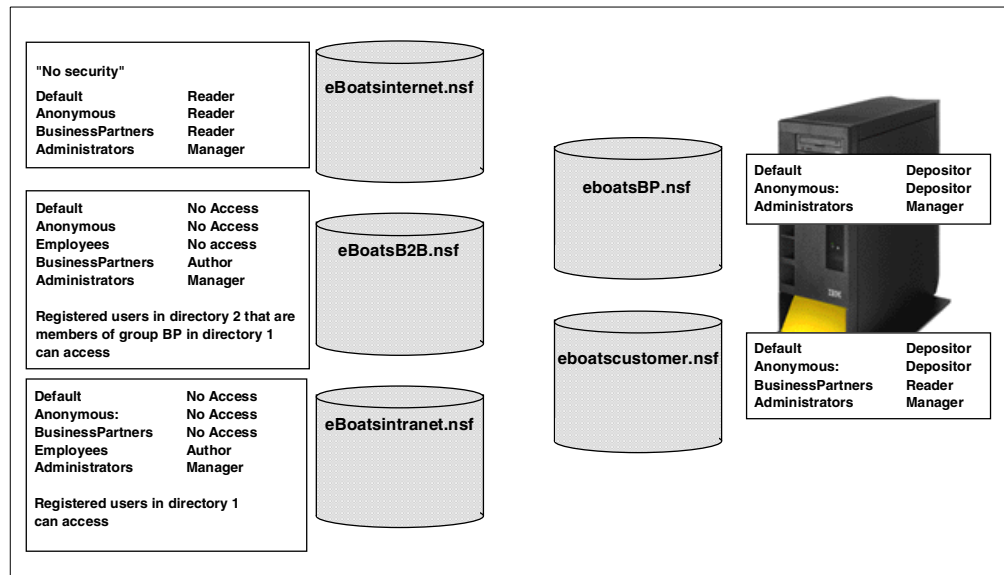 "No security"
Default Reader
Anonymous Reader
BusinessPartners Reader
Administrators Manager
eBoatsinternet.nsf
Default No Access
Anonymous No Access
Employees No access
BusinessPartners Author
Administrators Manager
Registered users in directory 2 that are
members of group BP in directory 1
can access
eBoatsB2B.nsf
Default No Access
Anonymous: No Access
BusinessPartners No Access
Employees Author
Administrators Manager
Registered users in directory 1
can access
eBoatsintranet.nsf
eboatsBP.nsf
Default Depositor
Anonymous: Depositor
Administrators Manager
IBM
eboatscustomer.nsf
Default Depositor
Anonymous: Depositor
BusinessPartners Reader
Administrators Manager